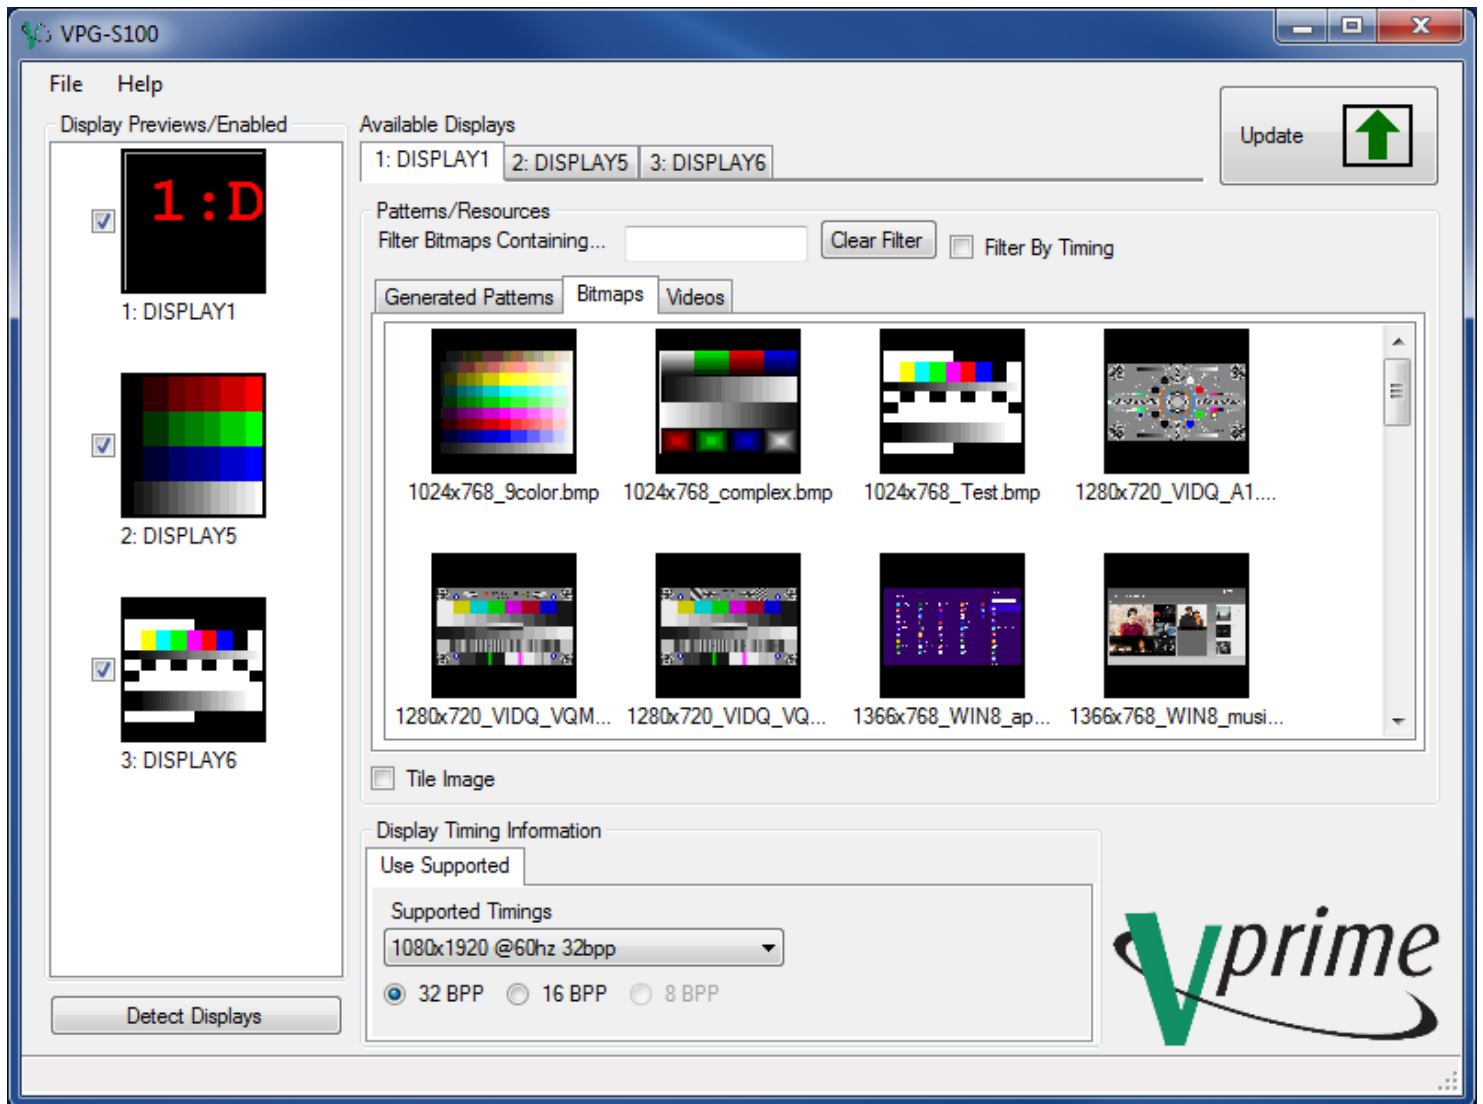 VPG-S100
File Help
Display Previews/Enabled
1:D
1: DISPLAY1
2: DISPLAY5
3: DISPLAY6
Detect Displays
Available Displays
1: DISPLAY1 2: DISPLAY5 3: DISPLAY6
Update
Patterns/Resources
Filter Bitmaps Containing... Clear Filter Filter By Timing
Generated Patterns Bitmaps Videos
1024x768_9color.bmp 1024x768_complex.bmp 1024x768_Test.bmp 1280x720_VIDQ_A1....
1280x720_VIDQ_VQM... 1280x720_VIDQ_VQ... 1366x768_WIN8_ap... 1366x768_WIN8_musi...
Tile Image
Display Timing Information
Use Supported
Supported Timings
1080x1920 @60hz 32bpp
32 BPP 16 BPP 8 BPP
Vprime